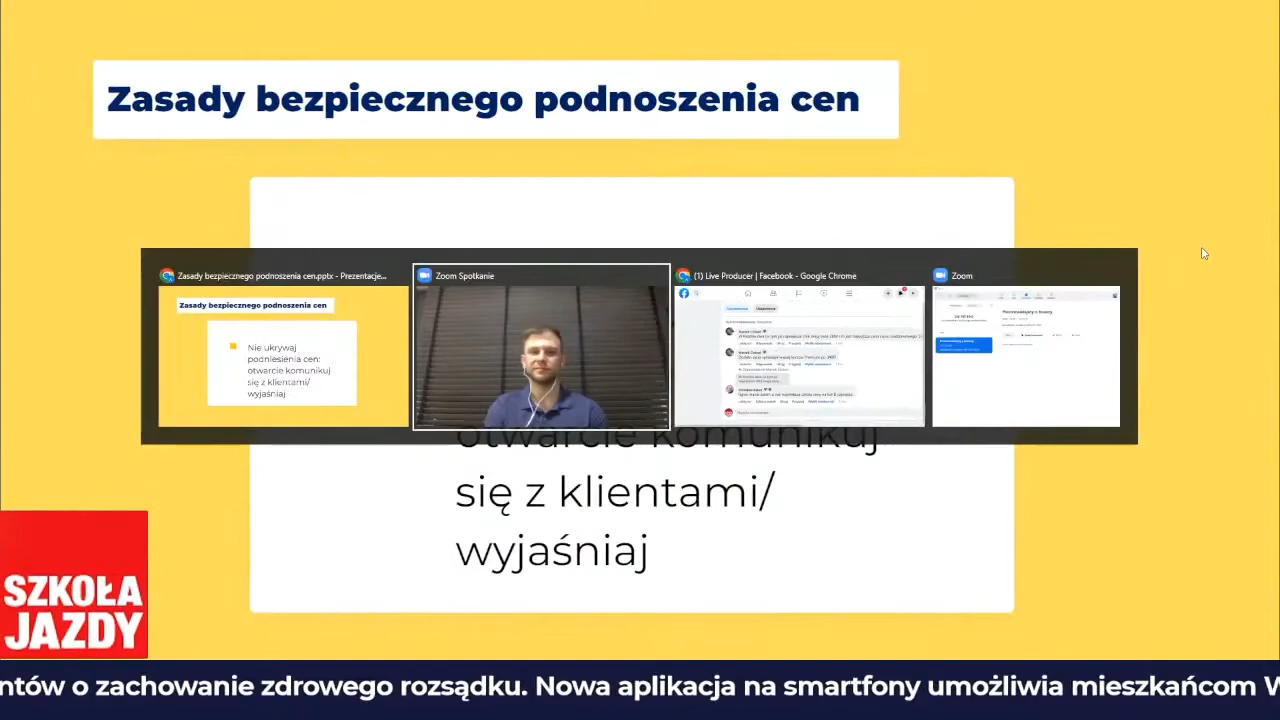 Zasady bezpiecznego podnoszenia cen
Zasady bezpiecznego podnoszenia cen.pptx - Prezentacje...
Zoom Spotkanie
(1) Live Producer | Facebook - Google Chrome
Zoom
Zasady bezpiecznego podnoszenia cen
Nie ukrywaj
podniesienia cen:
otwarcie komunikuj
się z klientami/
wyjaśniaj
otwarcie komunikuj
się z klientami/
wyjaśniaj
SZKOŁA
JAZDY
ntów o zachowanie zdrowego rozsądku. Nowa aplikacja na smartfony umożliwia mieszkańcom W